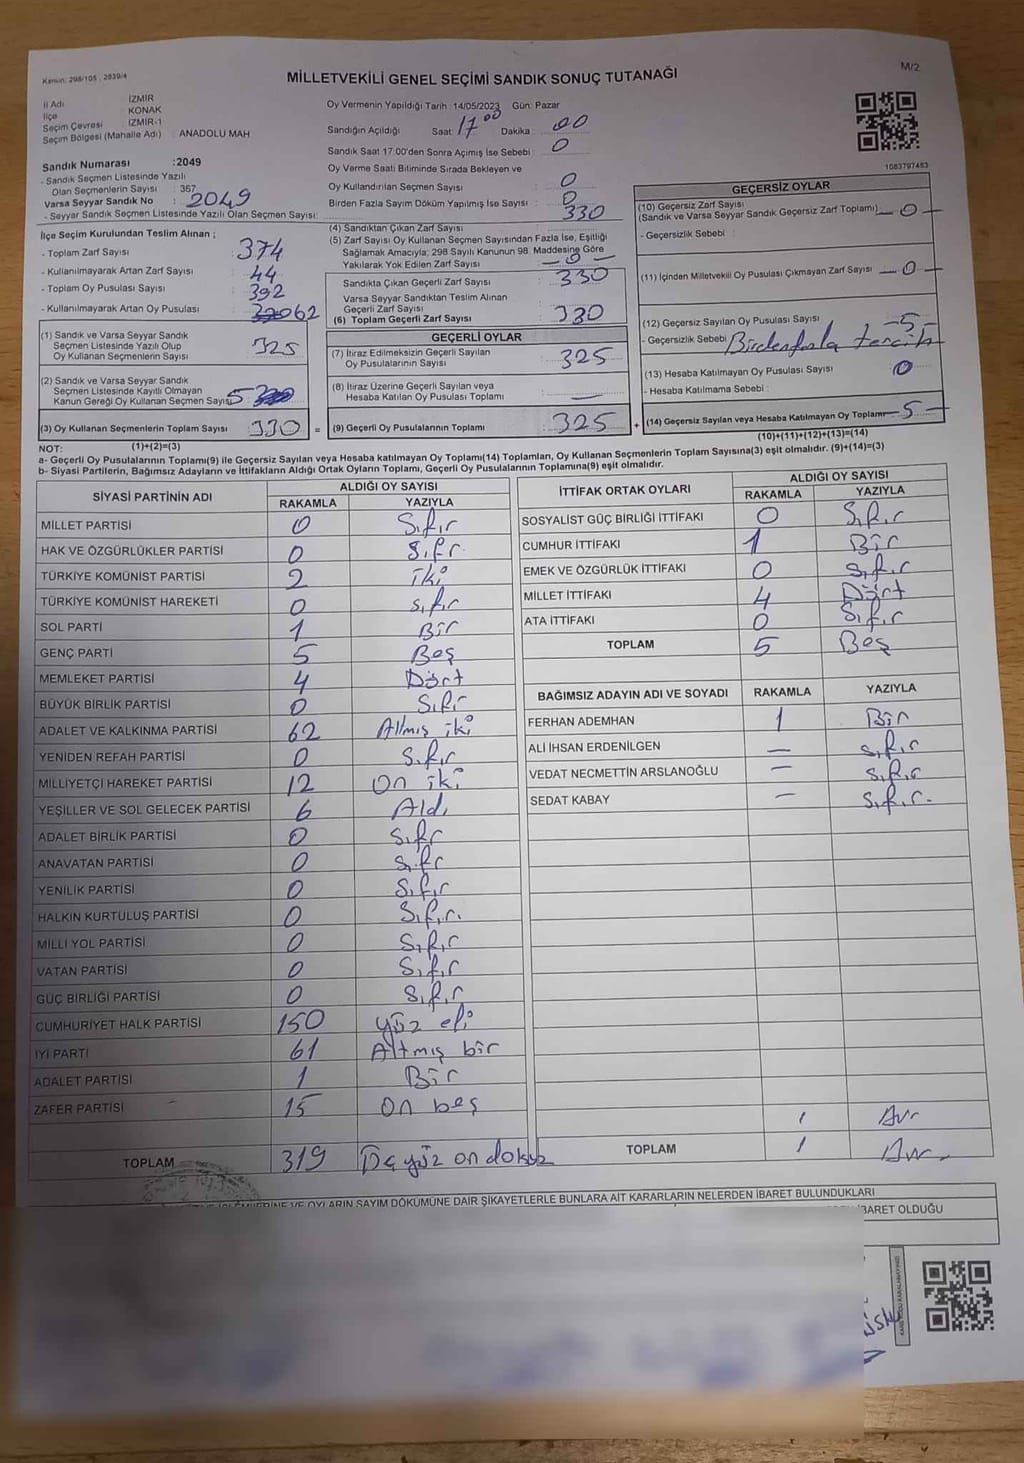 Kanun: 298/105 , 2839/4
M/2
MİLLETVEKİLİ GENEL SEÇİMİ SANDIK SONUÇ TUTANAĞI
İl Adı İZMİR
İlçe KONAK
Seçim Çevresi İZMİR-1
Seçim Bölgesi (Mahalle Adı) : ANADOLU MAH
Sandık Numarası :2049
- Sandık Seçmen Listesinde Yazılı
Olan Seçmenlerin Sayısı : 367
Varsa Seyyar Sandık No : 2049
- Seyyar Sandık Seçmen Listesinde Yazılı Olan Seçmen Sayısı:
Oy Vermenin Yapıldığı Tarih :14/05/2023 Gün: Pazar
Sandığın Açıldığı Saat: 17 00 Dakika : 00
Sandık Saat 17:00'den Sonra Açmış İse Sebebi : 0
Oy Verme Saati Bitiminde Sırada Bekleyen ve
Oy Kullandırılan Seçmen Sayısı : 0
Birden Fazla Sayım Döküm Yapılmış İse Sayısı : 0
1083797463
İlçe Seçim Kurulundan Teslim Alınan ;
- Toplam Zarf Sayısı : 374
- Kullanılmayarak Artan Zarf Sayısı : 44
- Toplam Oy Pusulası Sayısı : 392
- Kullanılmayarak Artan Oy Pusulası : 62
(1) Sandık ve Varsa Seyyar Sandık
Seçmen Listesinde Yazılı Olup
Oy Kullanan Seçmenlerin Sayısı : 325
(2) Sandık ve Varsa Seyyar Sandık
Seçmen Listesinde Kayıtlı Olmayan
Kanun Gereği Oy Kullanan Seçmen Sayısı 5
(3) Oy Kullanan Seçmenlerin Toplam Sayısı : 330
(1)+(2)=(3)
(4) Sandıktan Çıkan Zarf Sayısı : 330
(5) Zarf Sayısı Oy Kullanan Seçmen Sayısından Fazla İse, Eşitliği
Sağlamak Amacıyla; 298 Sayılı Kanunun 98. Maddesine Göre
Yakılarak Yok Edilen Zarf Sayısı : - 0 -
Sandıkta Çıkan Geçerli Zarf Sayısı : 330
Varsa Seyyar Sandıktan Teslim Alınan
Geçerli Zarf Sayısı :
(6) Toplam Geçerli Zarf Sayısı : 330
GEÇERLİ OYLAR
(7) İtiraz Edilmeksizin Geçerli Sayılan
Oy Pusulalarının Sayısı : 325
(8) İtiraz Üzerine Geçerli Sayılan veya
Hesaba Katılan Oy Pusulası Toplamı : —
= (9) Geçerli Oy Pusulalarının Toplamı : 325 +
GEÇERSİZ OYLAR
(10) Geçersiz Zarf Sayısı
(Sandık ve Varsa Seyyar Sandık Geçersiz Zarf Toplamı) — 0 —
- Geçersizlik Sebebi :
(11) İçinden Milletvekili Oy Pusulası Çıkmayan Zarf Sayısı — 0 —
(12) Geçersiz Sayılan Oy Pusulası Sayısı : -5-
- Geçersizlik Sebebi : Birdenfazla tercih
(13) Hesaba Katılmayan Oy Pusulası Sayısı : 0
- Hesaba Katılmama Sebebi :
(14) Geçersiz Sayılan veya Hesaba Katılmayan Oy Toplamı — 5 —
(10)+(11)+(12)+(13)=(14)
NOT:
a- Geçerli Oy Pusulalarının Toplamı(9) ile Geçersiz Sayılan veya Hesaba katılmayan Oy Toplamı(14) Toplamları, Oy Kullanan Seçmenlerin Toplam Sayısına(3) eşit olmalıdır. (9)+(14)=(3)
b- Siyasi Partilerin, Bağımsız Adayların ve İttifakların Aldığı Ortak Oyların Toplamı, Geçerli Oy Pusulalarının Toplamına(9) eşit olmalıdır.
SİYASİ PARTİNİN ADI ALDIĞI OY SAYISI
RAKAMLA YAZIYLA
MİLLET PARTİSİ 0 Sıfır
HAK VE ÖZGÜRLÜKLER PARTİSİ 0 Sıfr
TÜRKİYE KOMÜNİST PARTİSİ 2 iki
TÜRKİYE KOMÜNİST HAREKETİ 0 sıfır
SOL PARTİ 1 Bir
GENÇ PARTİ 5 Beş
MEMLEKET PARTİSİ 4 Dört
BÜYÜK BİRLİK PARTİSİ 0 Sıfır
ADALET VE KALKINMA PARTİSİ 62 Altmış iki
YENİDEN REFAH PARTİSİ 0 Sıfır
MİLLİYETÇİ HAREKET PARTİSİ 12 On iki
YEŞİLLER VE SOL GELECEK PARTİSİ 6 Aldı
ADALET BİRLİK PARTİSİ 0 Sıfr
ANAVATAN PARTİSİ 0 Sıfr
YENİLİK PARTİSİ 0 Sıfır
HALKIN KURTULUŞ PARTİSİ 0 Sıfır.
MİLLİ YOL PARTİSİ 0 Sıfır
VATAN PARTİSİ 0 Sıfır
GÜÇ BİRLİĞİ PARTİSİ 0 Sıfır
CUMHURİYET HALK PARTİSİ 150 yüz eli
İYİ PARTİ 61 Altmış bir
ADALET PARTİSİ 1 Bir
ZAFER PARTİSİ 15 On beş
TOPLAM 319 Üç yüz on dokuz
İTTİFAK ORTAK OYLARI ALDIĞI OY SAYISI
RAKAMLA YAZIYLA
SOSYALİST GÜÇ BİRLİĞİ İTTİFAKI 0 Sıfır
CUMHUR İTTİFAKI 1 Bir
EMEK VE ÖZGÜRLÜK İTTİFAKI 0 Sıfır
MİLLET İTTİFAKI 4 Dört
ATA İTTİFAKI 0 Sıfır
TOPLAM 5 Beş
BAĞIMSIZ ADAYIN ADI VE SOYADI RAKAMLA YAZIYLA
FERHAN ADEMHAN 1 Bir
ALİ İHSAN ERDENİLGEN — sıfır
VEDAT NECMETTİN ARSLANOĞLU — sıfır
SEDAT KABAY — sıfır.
1
TOPLAM 1
OYLARIN SAYIM DÖKÜMÜNE DAİR ŞİKAYETLERLE BUNLARA AİT KARARLARIN NELERDEN İBARET BULUNDUKLARI
İBARET OLDUĞU